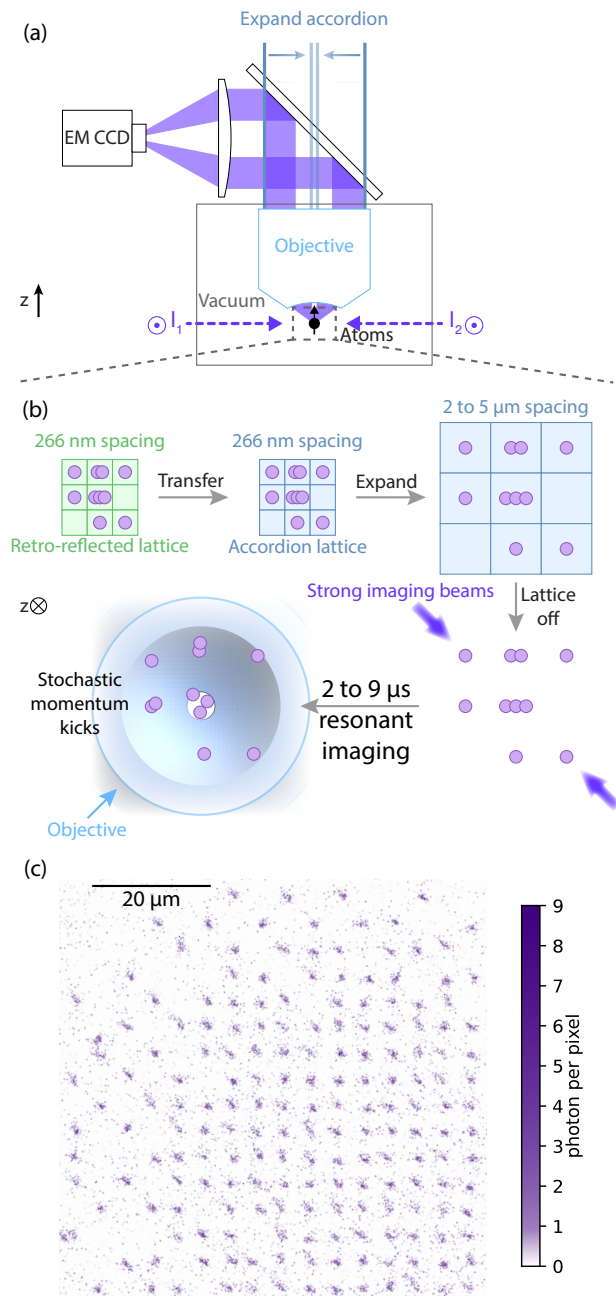 (a)
Expand accordion
EM CCD
Objective
z
Vacuum
I₁
I₂
Atoms
(b)
2 to 5 µm spacing
266 nm spacing
266 nm spacing
Transfer
Expand
Retro-reflected lattice
Accordion lattice
Strong imaging beams
Lattice
off
z
Stochastic
momentum
kicks
2 to 9 µs
resonant
imaging
Objective
(c)
20 µm
9
8
7
6
5
4
3
2
1
0
photon per pixel